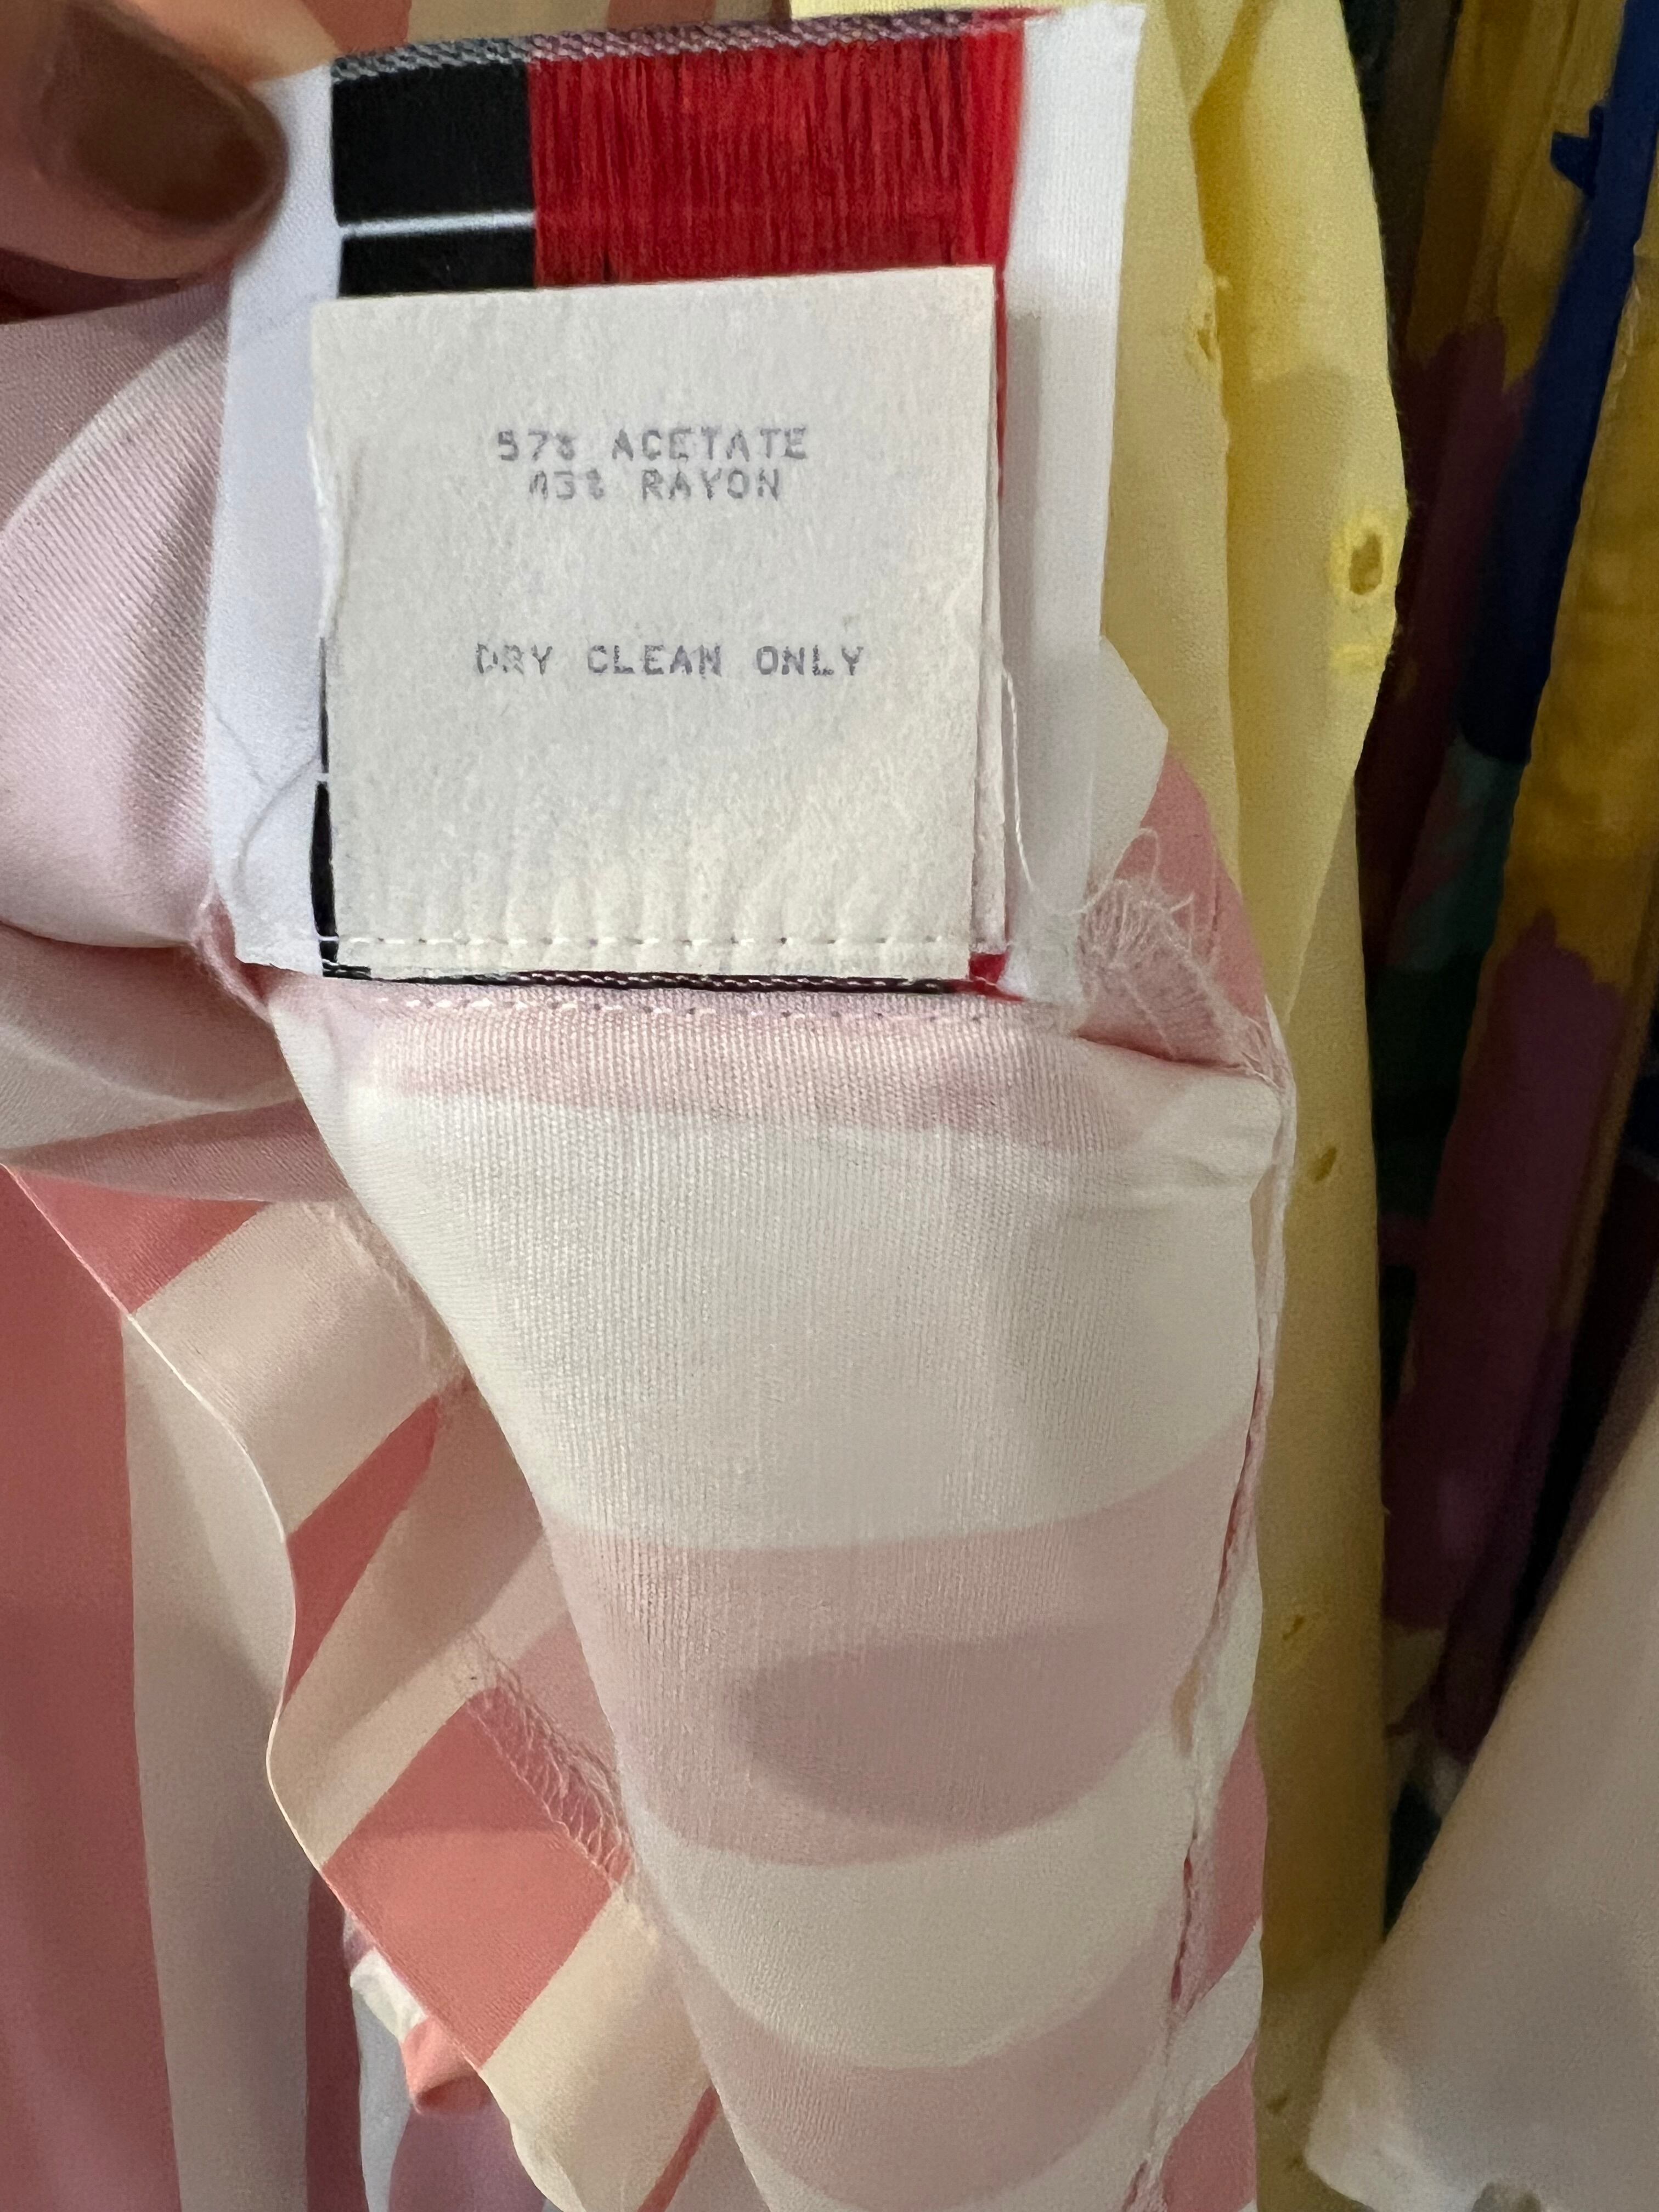 57% ACETATE
43% RAYON
DRY CLEAN ONLY